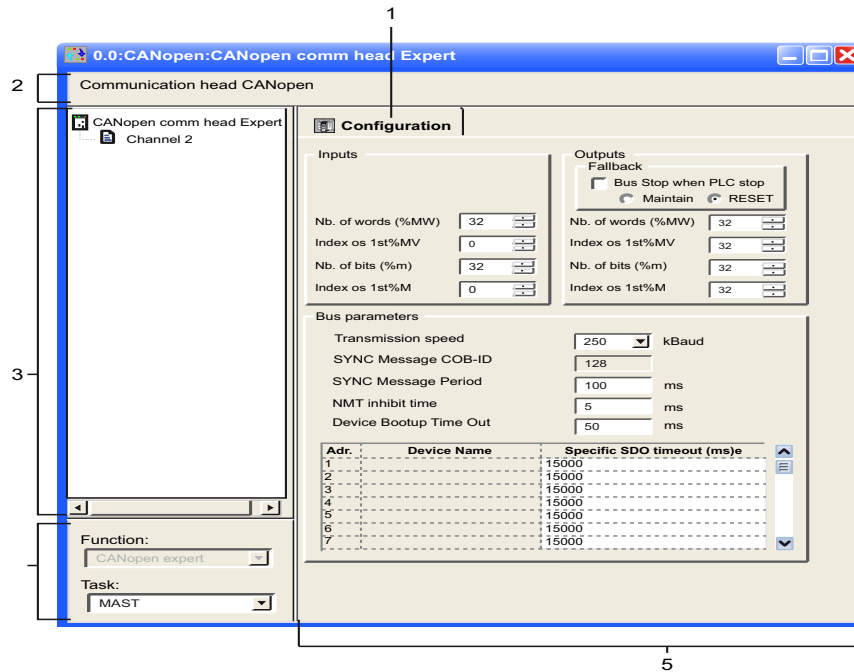 1
0.0:CANopen:CANopen comm head Expert
2
Communication head CANopen
3
CANopen comm head Expert
Channel 2
Configuration
Inputs
Nb. of words (%MW) 32
Index os 1st%MV 0
Nb. of bits (%m) 32
Index os 1st%M 0
Outputs
Fallback
Bus Stop when PLC stop
Maintain RESET
Nb. of words (%MW) 32
Index os 1st%MV 32
Nb. of bits (%m) 32
Index os 1st%M 32
Bus parameters
Transmission speed 250 kBaud
SYNC Message COB-ID 128
SYNC Message Period 100 ms
NMT inhibit time 5 ms
Device Bootup Time Out 50 ms
Adr. Device Name Specific SDO timeout (ms)e
1 15000
2 15000
3 15000
4 15000
5 15000
6 15000
7 15000
Function:
CANopen expert
Task:
MAST
5